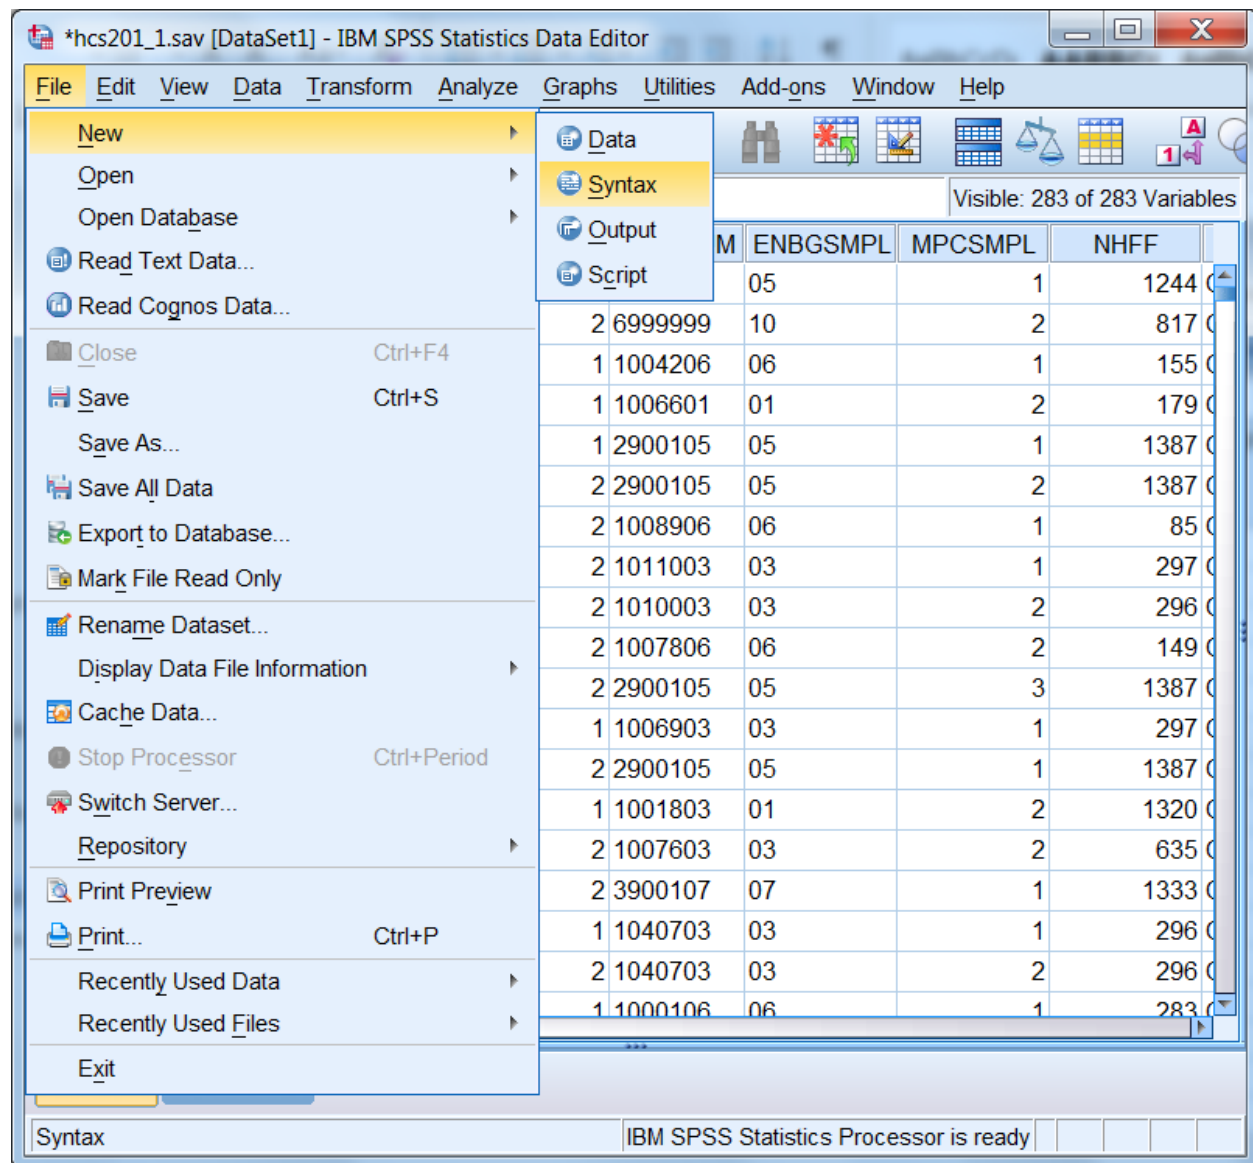 *hcs201_1.sav [DataSet1] - IBM SPSS Statistics Data Editor
File Edit View Data Transform Analyze Graphs Utilities Add-ons Window Help
New
Open
Open Database
Read Text Data...
Read Cognos Data...
Close Ctrl+F4
Save Ctrl+S
Save As...
Save All Data
Export to Database...
Mark File Read Only
Rename Dataset...
Display Data File Information
Cache Data...
Stop Processor Ctrl+Period
Switch Server...
Repository
Print Preview
Print... Ctrl+P
Recently Used Data
Recently Used Files
Exit
Data
Syntax
Output
Script
A
1
Visible: 283 of 283 Variables
M ENBGSMPL MPCSMPL NHFF
05 1 1244
2 6999999 10 2 817
1 1004206 06 1 155
1 1006601 01 2 179
1 2900105 05 1 1387
2 2900105 05 2 1387
2 1008906 06 1 85
2 1011003 03 1 297
2 1010003 03 2 296
2 1007806 06 2 149
2 2900105 05 3 1387
1 1006903 03 1 297
2 2900105 05 1 1387
1 1001803 01 2 1320
2 1007603 03 2 635
2 3900107 07 1 1333
1 1040703 03 1 296
2 1040703 03 2 296
1 1000106 06 1 283
Syntax IBM SPSS Statistics Processor is ready